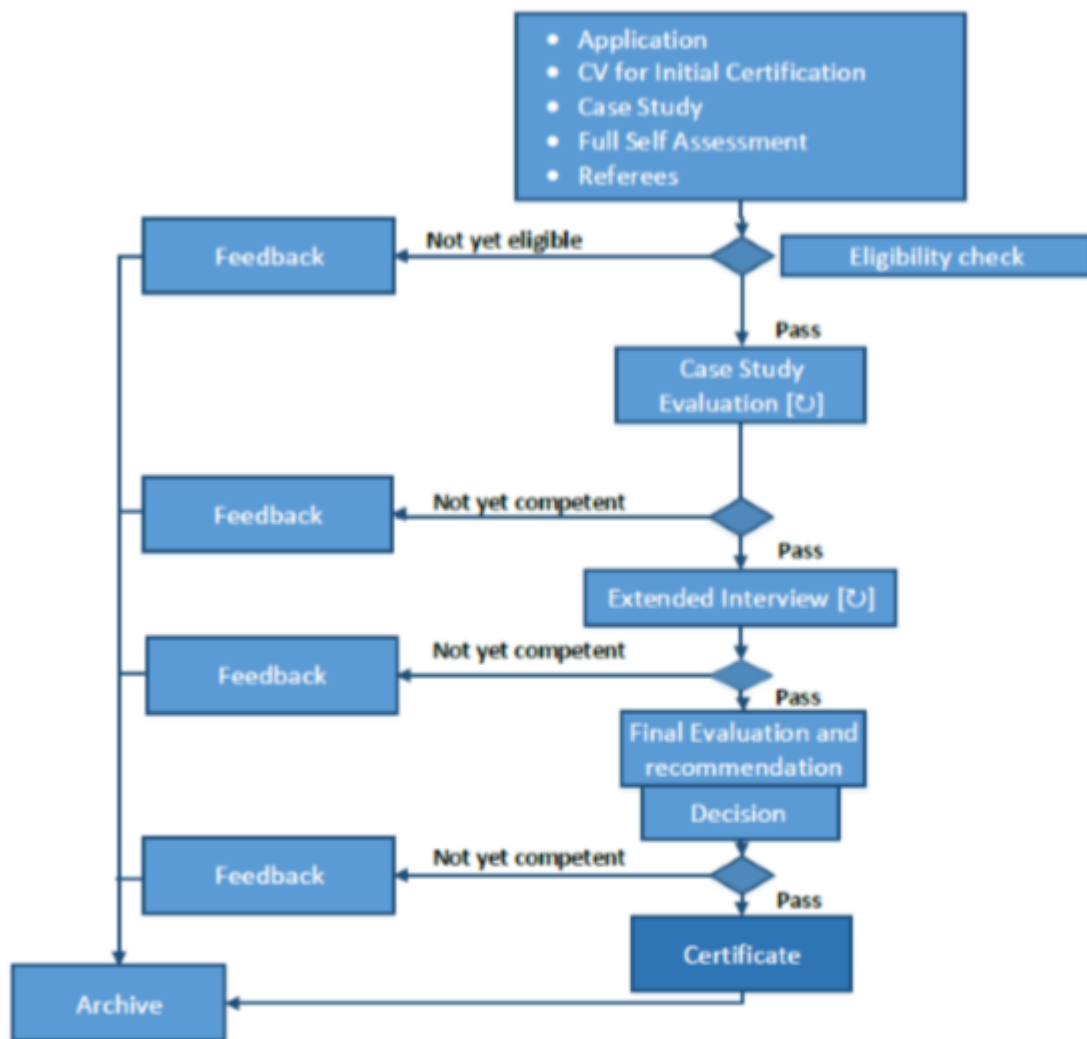 • Application
• CV for Initial Certification
• Case Study
• Full Self Assessment
• Referees
Not yet eligible
Feedback
Eligibility check
Pass
Case Study
Evaluation [↻]
Not yet competent
Feedback
Pass
Extended Interview [↻]
Not yet competent
Feedback
Pass
Final Evaluation and
recommendation
Decision
Not yet competent
Feedback
Pass
Certificate
Archive